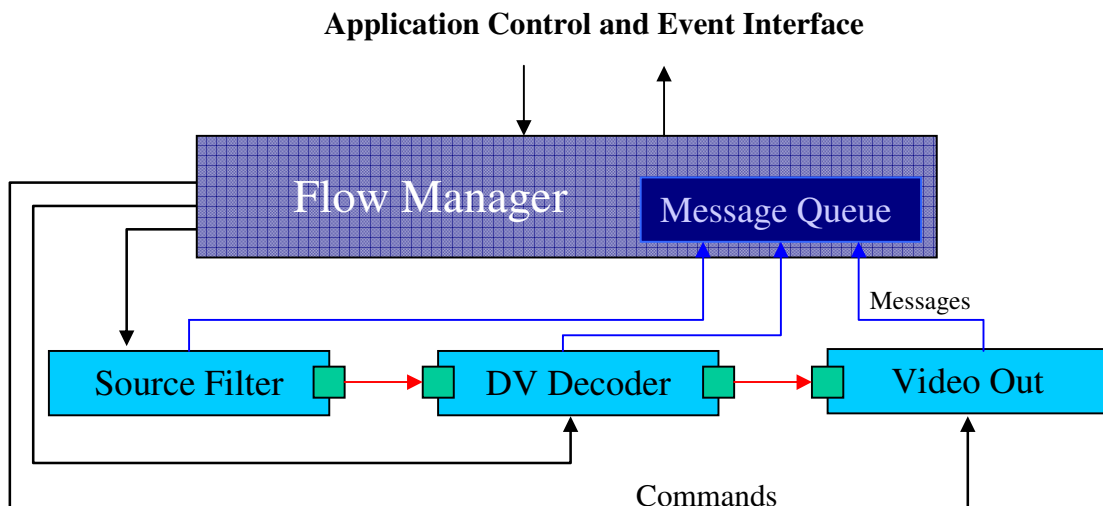 Application Control and Event Interface
Flow Manager
Message Queue
Messages
Source Filter
DV Decoder
Video Out
Commands